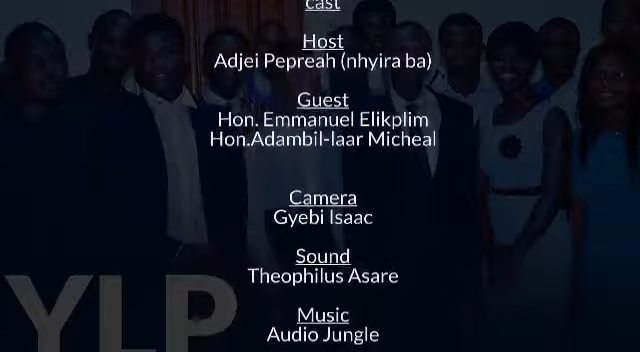 cast
Host
Adjei Pepreah (nhyira ba)
Guest
Hon. Emmanuel Elikplim
Hon.Adambil-laar Micheal
Camera
Gyebi Isaac
Sound
Theophilus Asare
Music
Audio Jungle
YLP